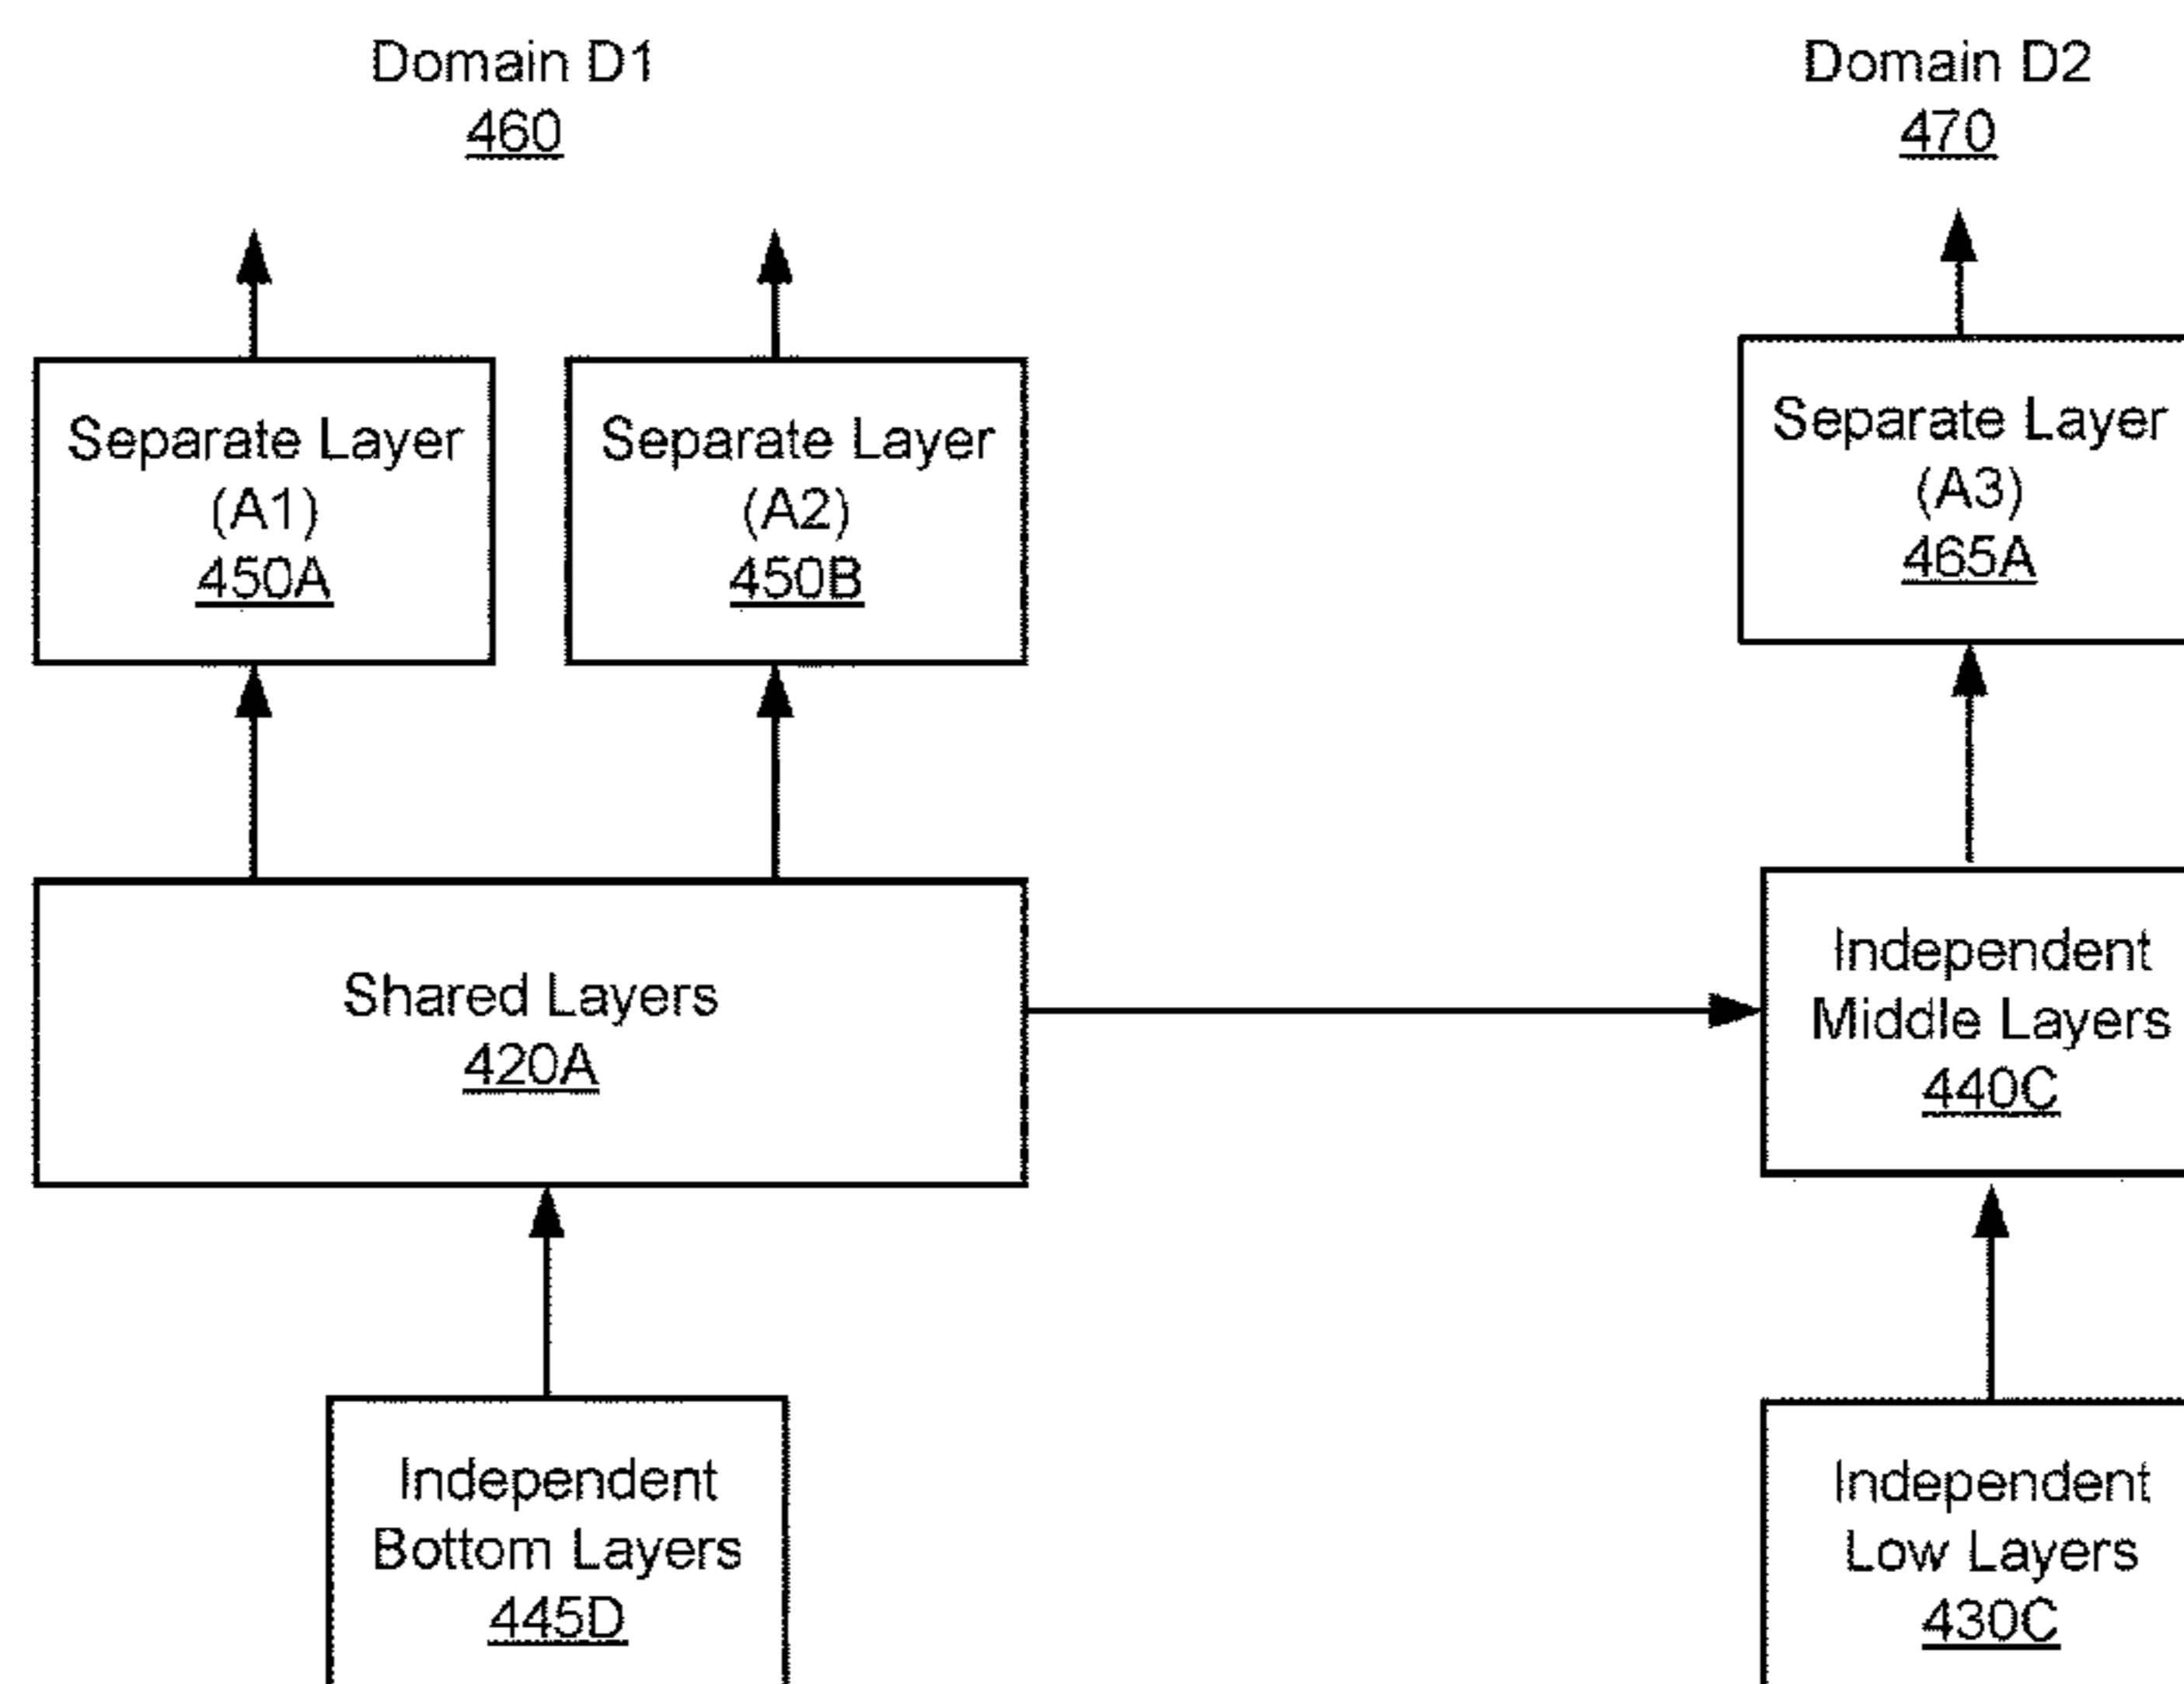 Domain D1
460
Domain D2
470
Separate Layer
(A1)
450A
Separate Layer
(A2)
450B
Separate Layer
(A3)
465A
Shared Layers
420A
Independent
Middle Layers
440C
Independent
Bottom Layers
445D
Independent
Low Layers
430C